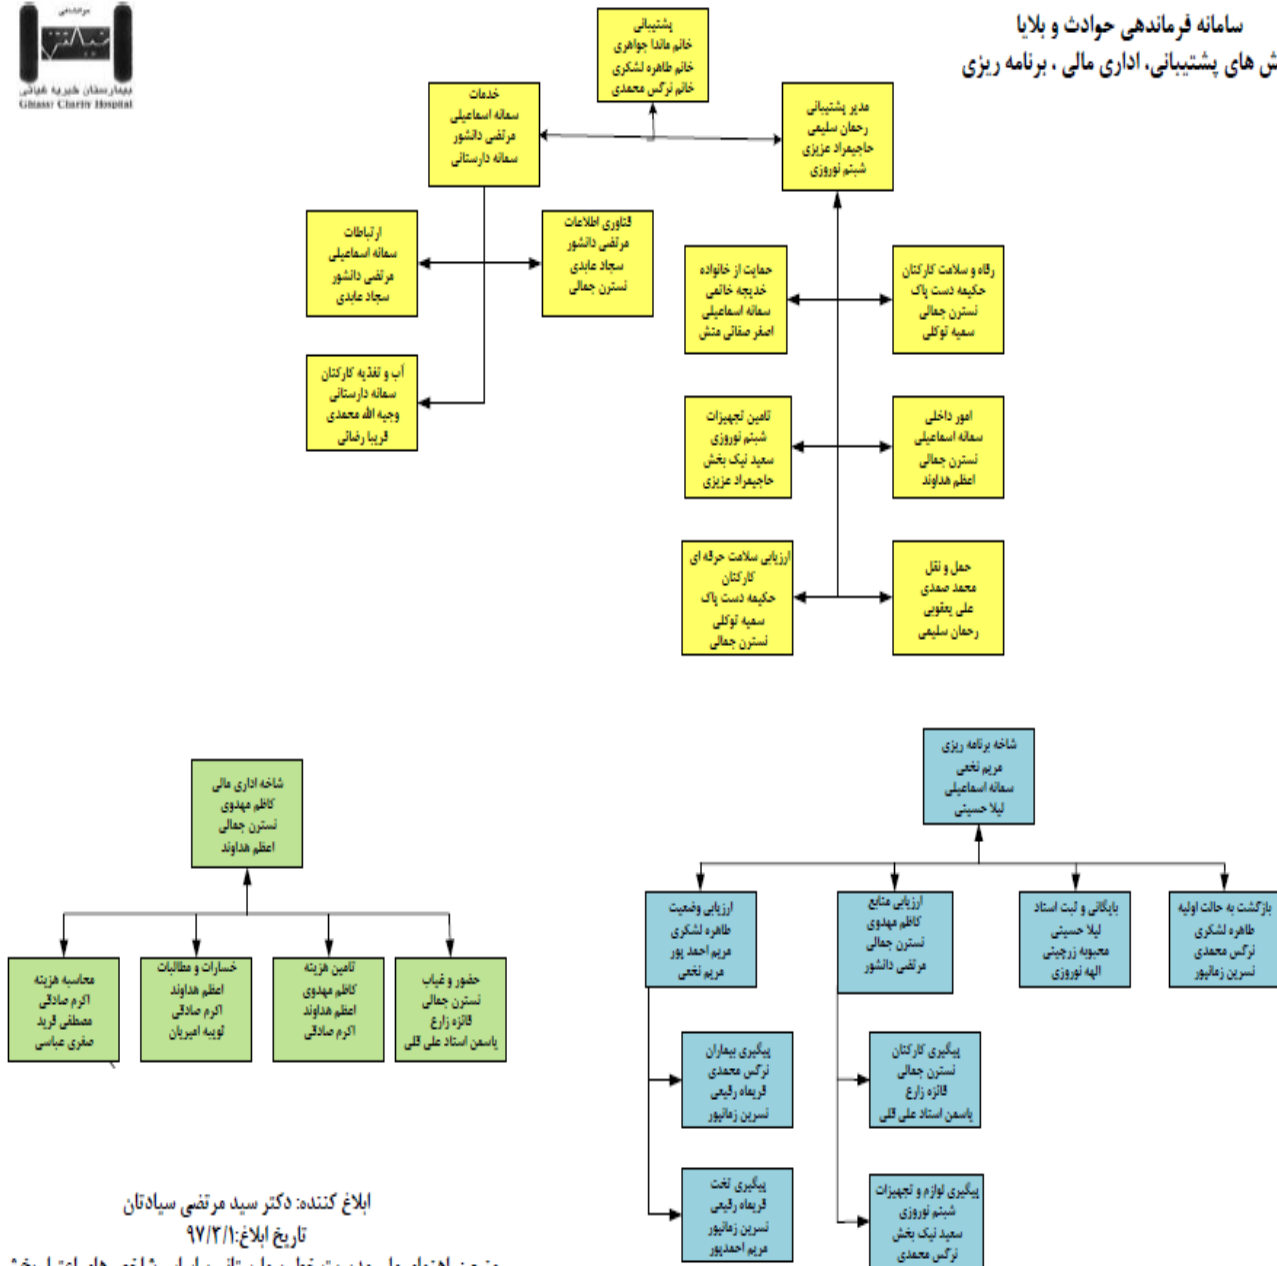 سامانه فرماندهی حوادث و بلایا
های پشتیبانی، اداری مالی ، برنامه ریزی
بیمارستان خیریه غیاثی
Ghiassi Charity Hospital
پشتیبانی
خانم ماندا جواهری
خانم طاهره لشکری
خانم نرگس محمدی
مدیر پشتیبانی
رحمان سلیمی
حاجیمراد عزیزی
شبنم نوروزی
خدمات
سمانه اسماعیلی
مرتضی دانشور
سمانه دارستانی
فناوری اطلاعات
مرتضی دانشور
سجاد عابدی
نسترن جمالی
ارتباطات
سمانه اسماعیلی
مرتضی دانشور
سجاد عابدی
آب و تغذیه کارکنان
سمانه دارستانی
وجیه الله محمدی
فریبا رضائی
رفاه و سلامت کارکنان
حکیمه دست پاک
نسترن جمالی
سمیه توکلی
حمایت از خانواده
خدیجه خاتمی
سمانه اسماعیلی
اصغر صفائی منش
امور داخلی
سمانه اسماعیلی
نسترن جمالی
اعظم هداوند
تامین تجهیزات
شبنم نوروزی
سعید نیک بخش
حاجیمراد عزیزی
حمل و نقل
محمد صمدی
علی یعقوبی
رحمان سلیمی
ارزیابی سلامت حرفه ای
کارکنان
حکیمه دست پاک
سمیه توکلی
نسترن جمالی
شاخه برنامه ریزی
مریم نخعی
سمانه اسماعیلی
لیلا حسینی
بازگشت به حالت اولیه
طاهره لشکری
نرگس محمدی
نسرین زمانپور
بایگانی و ثبت اسناد
لیلا حسینی
محبوبه زرچینی
الهه نوروزی
ارزیابی منابع
کاظم مهدوی
نسترن جمالی
مرتضی دانشور
ارزیابی وضعیت
طاهره لشکری
مریم احمد پور
مریم نخعی
پیگیری کارکنان
نسترن جمالی
فائزه زارع
یاسمن استاد علی قلی
پیگیری بیماران
نرگس محمدی
فریماه رفیعی
نسرین زمانپور
پیگیری لوازم و تجهیزات
شبنم نوروزی
سعید نیک بخش
نرگس محمدی
پیگیری تخت
فریماه رفیعی
نسرین زمانپور
مریم احمدپور
شاخه اداری مالی
کاظم مهدوی
نسترن جمالی
اعظم هداوند
حضور و غیاب
نسترن جمالی
فائزه زارع
یاسمن استاد علی قلی
تامین هزینه
کاظم مهدوی
اعظم هداوند
اکرم صادقی
خسارات و مطالبات
اعظم هداوند
اکرم صادقی
لوبیه امیریان
محاسبه هزینه
اکرم صادقی
مصطفی فرید
صغری عباسی
ابلاغ کننده: دکتر سید مرتضی سیادتان
تاریخ ابلاغ:۹۷/۳/۱